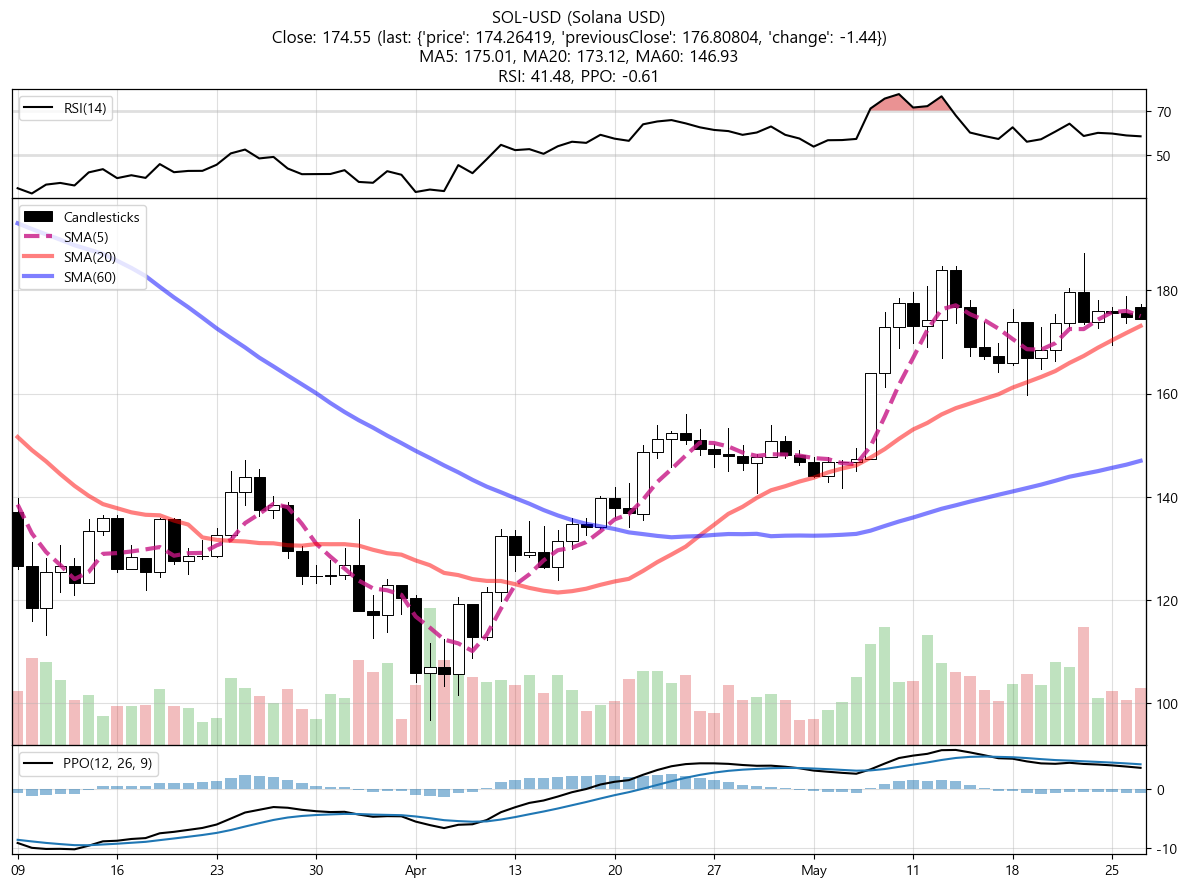 SOL-USD (Solana USD)
Close: 174.55 (last: {'price': 174.26419, 'previousClose': 176.80804, 'change': -1.44})
MA5: 175.01, MA20: 173.12, MA60: 146.93
RSI: 41.48, PPO: -0.61
RSI(14)
70
50
Candlesticks
SMA(5)
SMA(20)
SMA(60)
180
160
140
120
100
PPO(12, 26, 9)
0
-10
09 16 23 30 Apr 13 20 27 May 11 18 25